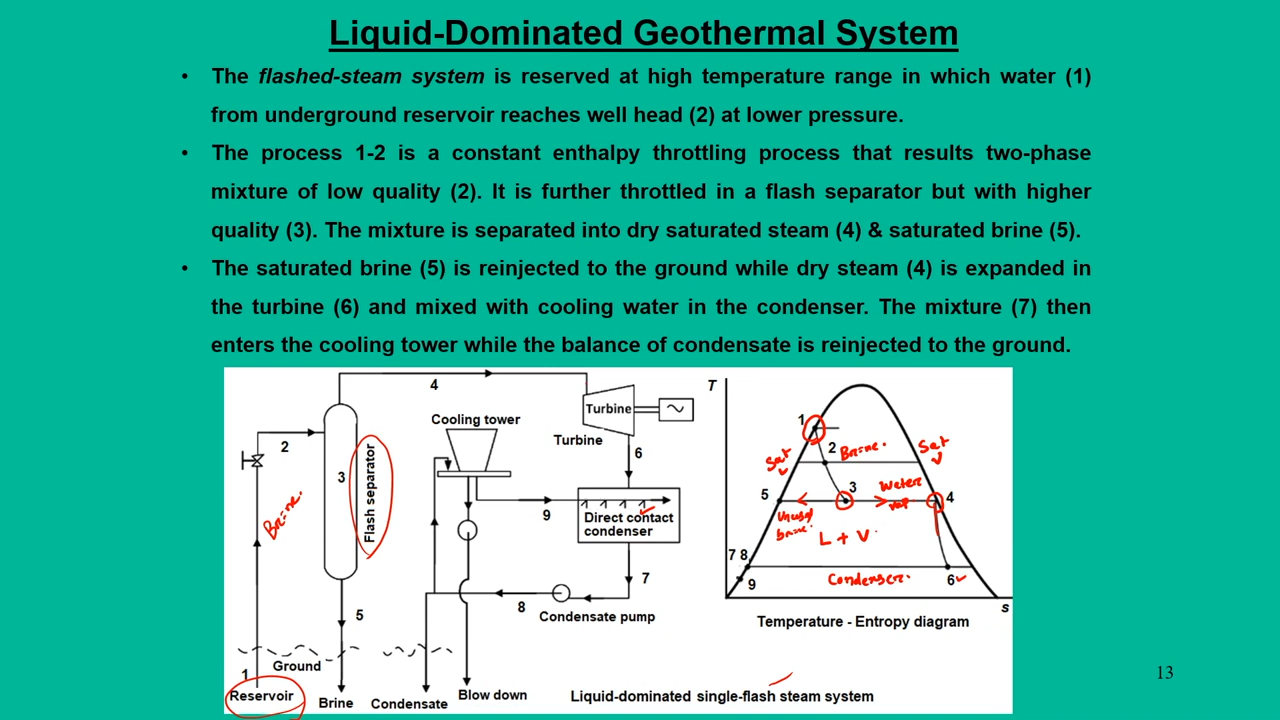 Liquid-Dominated Geothermal System
• The flashed-steam system is reserved at high temperature range in which water (1)
from underground reservoir reaches well head (2) at lower pressure.
• The process 1-2 is a constant enthalpy throttling process that results two-phase
mixture of low quality (2). It is further throttled in a flash separator but with higher
quality (3). The mixture is separated into dry saturated steam (4) & saturated brine (5).
• The saturated brine (5) is reinjected to the ground while dry steam (4) is expanded in
the turbine (6) and mixed with cooling water in the condenser. The mixture (7) then
enters the cooling tower while the balance of condensate is reinjected to the ground.
4
Turbine
Turbine
Cooling tower
2
3
Flash separator
Brine.
6
9
Direct contact
condenser
7
8
Condensate pump
5
Ground
1
Reservoir
Brine
Condensate
Blow down
T
1
2
Brine.
Sat
Sat
3
Water
vap
5
4
Unused
brine.
L + V
7 8
Condenser.
6
9
s
Temperature - Entropy diagram
Liquid-dominated single-flash steam system
13